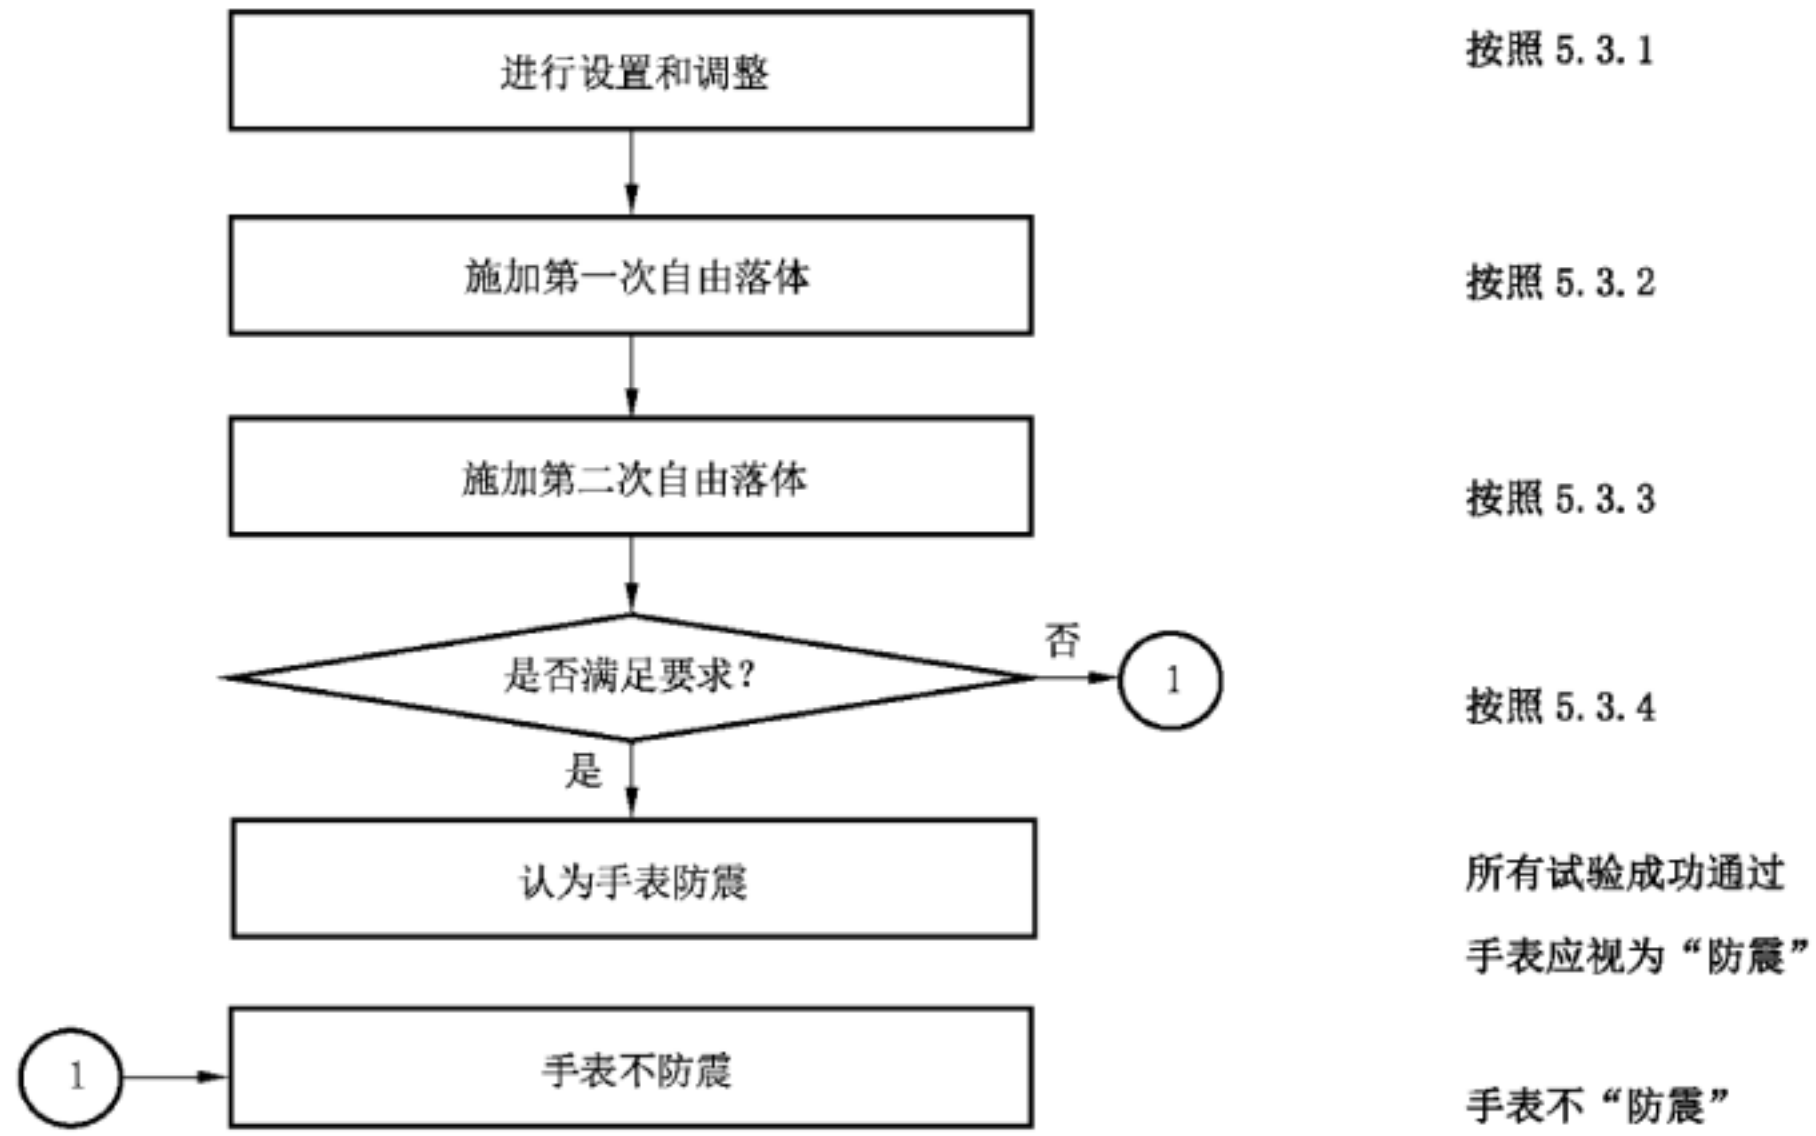 进行设置和调整
按照 5.3.1
施加第一次自由落体
按照 5.3.2
施加第二次自由落体
按照 5.3.3
是否满足要求?
否
1
按照 5.3.4
是
认为手表防震
所有试验成功通过
手表应视为“防震”
1
手表不防震
手表不“防震”